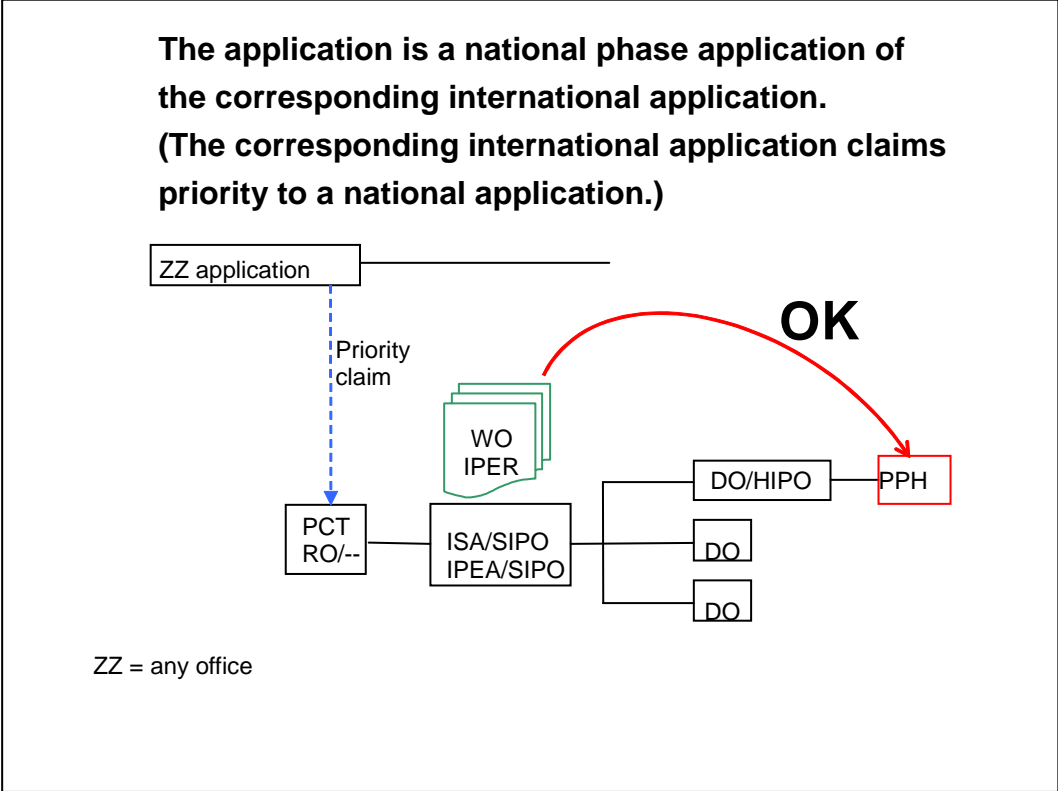 The application is a national phase application of
the corresponding international application.
(The corresponding international application claims
priority to a national application.)
ZZ application
OK
Priority
claim
WO
IPER
DO/HIPO
PPH
PCT
RO/--
ISA/SIPO
IPEA/SIPO
DO
DO
ZZ = any office